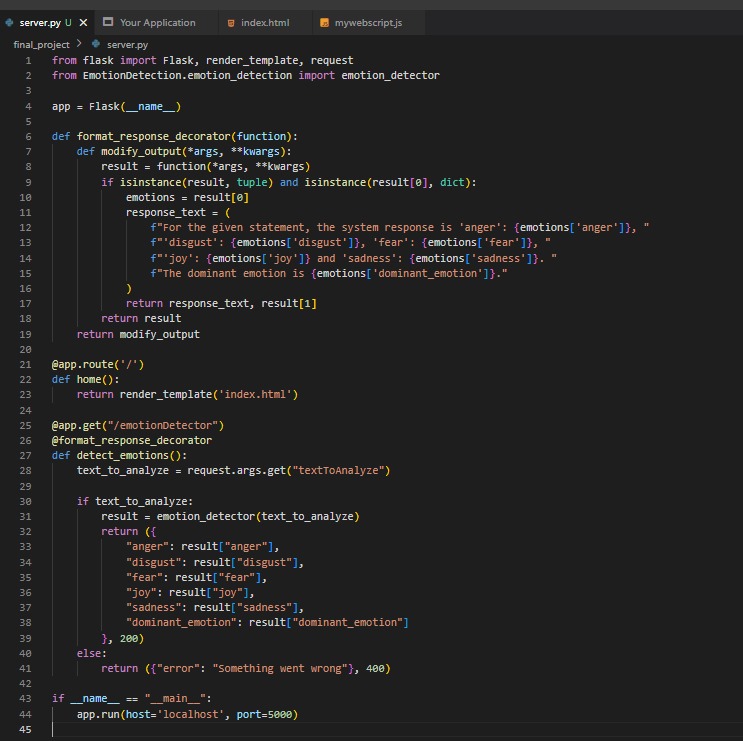 server.py U X Your Application index.html mywebscript.js
final_project > server.py
1 from flask import Flask, render_template, request
2 from EmotionDetection.emotion_detection import emotion_detector
3
4 app = Flask(__name__)
5
6 def format_response_decorator(function):
7     def modify_output(*args, **kwargs):
8         result = function(*args, **kwargs)
9         if isinstance(result, tuple) and isinstance(result[0], dict):
10             emotions = result[0]
11             response_text = (
12                 f"For the given statement, the system response is 'anger': {emotions['anger']}, "
13                 f"'disgust': {emotions['disgust']}, 'fear': {emotions['fear']}, "
14                 f"'joy': {emotions['joy']} and 'sadness': {emotions['sadness']}. "
15                 f"The dominant emotion is {emotions['dominant_emotion']}."
16             )
17             return response_text, result[1]
18         return result
19     return modify_output
20
21 @app.route('/')
22 def home():
23     return render_template('index.html')
24
25 @app.get("/emotionDetector")
26 @format_response_decorator
27 def detect_emotions():
28     text_to_analyze = request.args.get("textToAnalyze")
29
30     if text_to_analyze:
31         result = emotion_detector(text_to_analyze)
32         return ({
33             "anger": result["anger"],
34             "disgust": result["disgust"],
35             "fear": result["fear"],
36             "joy": result["joy"],
37             "sadness": result["sadness"],
38             "dominant_emotion": result["dominant_emotion"]
39         }, 200)
40     else:
41         return ({"error": "Something went wrong"}, 400)
42
43 if __name__ == "__main__":
44     app.run(host='localhost', port=5000)
45